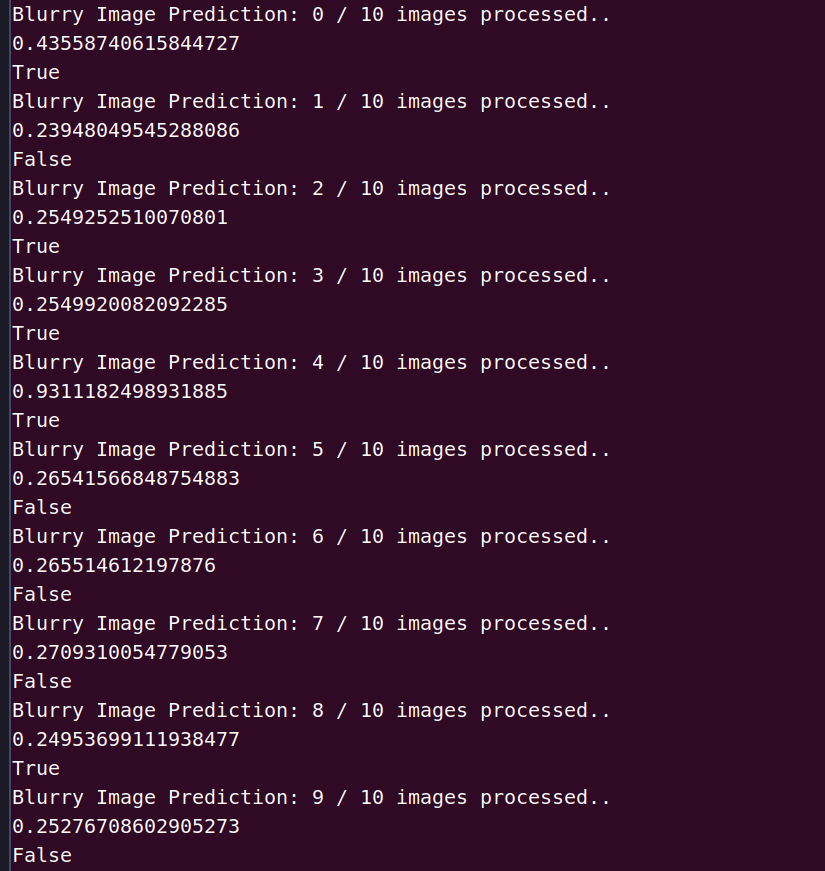 Blurry Image Prediction: 0 / 10 images processed..
0.43558740615844727
True
Blurry Image Prediction: 1 / 10 images processed..
0.23948049545288086
False
Blurry Image Prediction: 2 / 10 images processed..
0.2549252510070801
True
Blurry Image Prediction: 3 / 10 images processed..
0.2549920082092285
True
Blurry Image Prediction: 4 / 10 images processed..
0.9311182498931885
True
Blurry Image Prediction: 5 / 10 images processed..
0.26541566848754883
False
Blurry Image Prediction: 6 / 10 images processed..
0.265514612197876
False
Blurry Image Prediction: 7 / 10 images processed..
0.2709310054779053
False
Blurry Image Prediction: 8 / 10 images processed..
0.24953699111938477
True
Blurry Image Prediction: 9 / 10 images processed..
0.25276708602905273
False